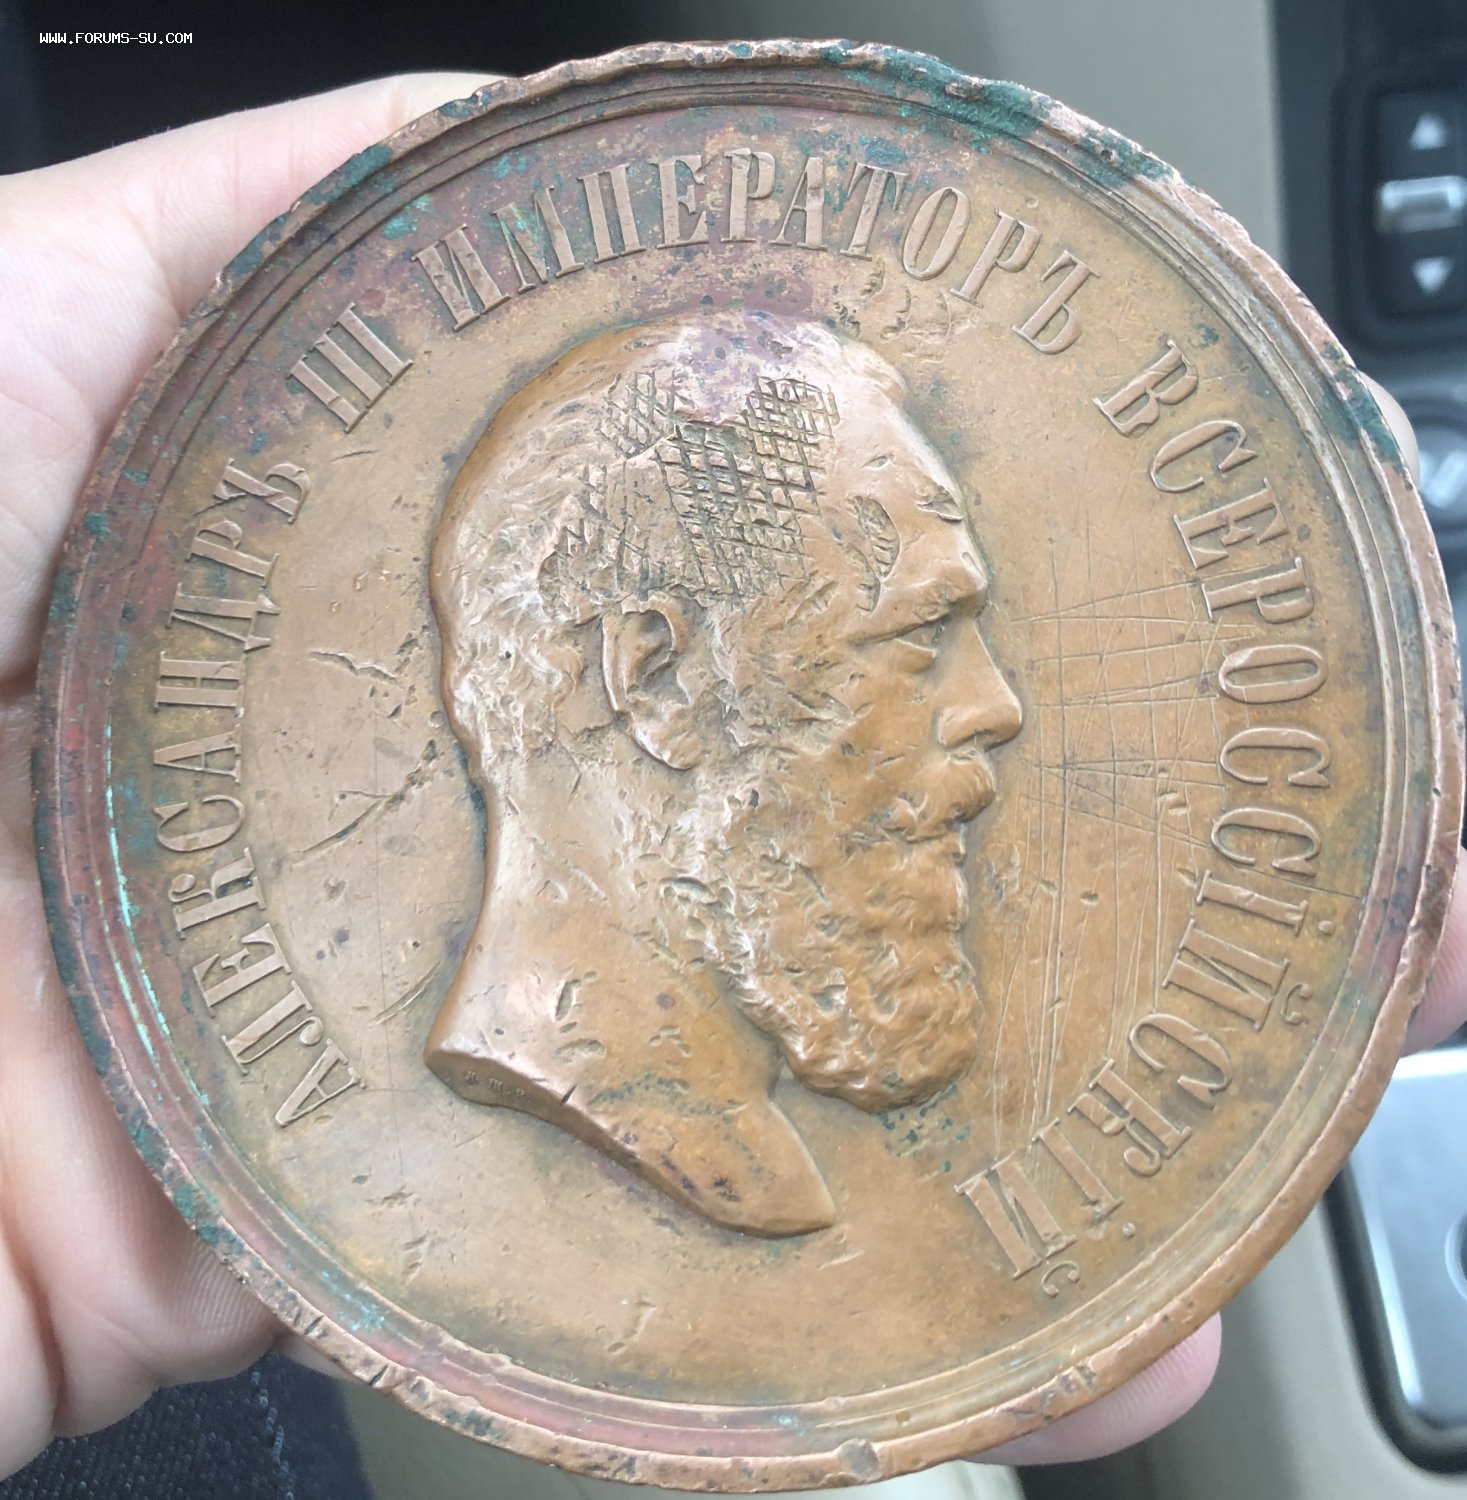 WWW.FORUMS-SU.COM
АЛЕКСАНДРЪ III ИМПЕРАТОРЪ ВСЕРОССІЙСКІЙ